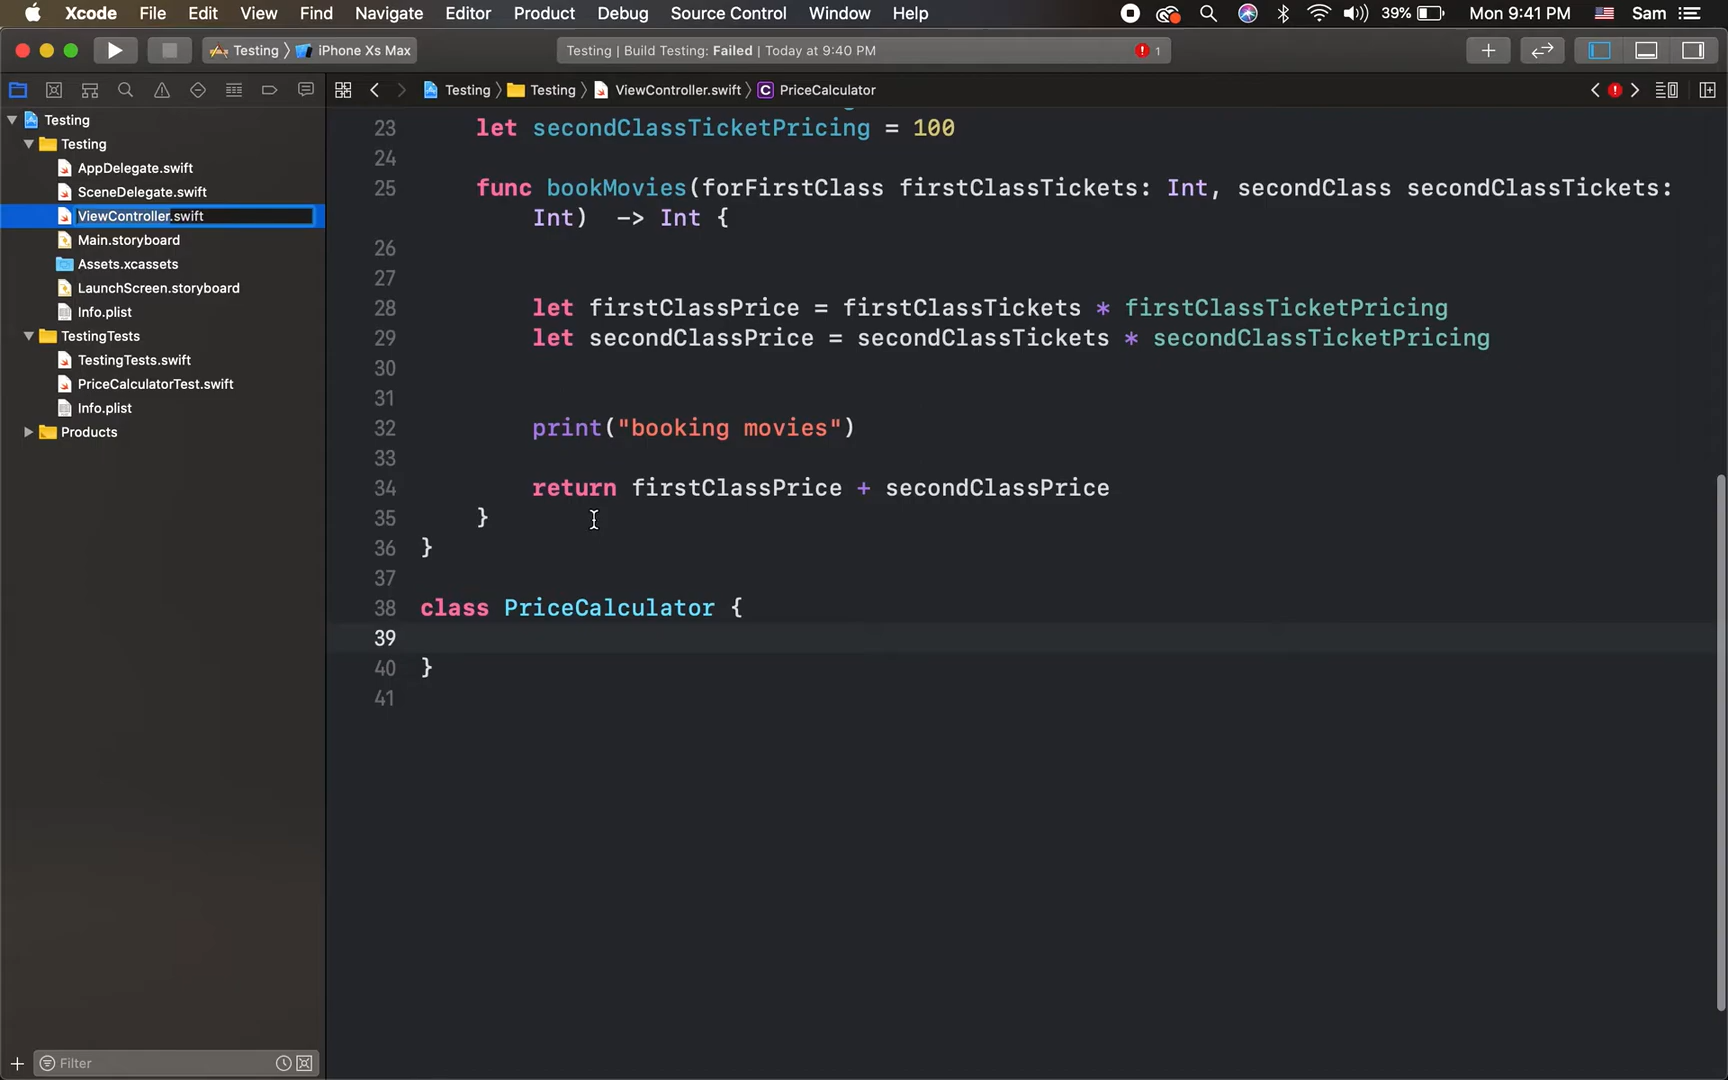 Xcode File Edit View Find Navigate Editor Product Debug Source Control Window Help 39% Mon 9:41 PM Sam
Testing 〉 iPhone Xs Max Testing | Build Testing: Failed | Today at 9:40 PM 1
Testing 〉 Testing 〉 ViewController.swift 〉 C PriceCalculator
Testing
Testing
AppDelegate.swift
SceneDelegate.swift
ViewController.swift
Main.storyboard
Assets.xcassets
LaunchScreen.storyboard
Info.plist
TestingTests
TestingTests.swift
PriceCalculatorTest.swift
Info.plist
Products
Filter
23 let secondClassTicketPricing = 100
24
25 func bookMovies(forFirstClass firstClassTickets: Int, secondClass secondClassTickets:
Int) -> Int {
26
27
28 let firstClassPrice = firstClassTickets * firstClassTicketPricing
29 let secondClassPrice = secondClassTickets * secondClassTicketPricing
30
31
32 print("booking movies")
33
34 return firstClassPrice + secondClassPrice
35 }
36 }
37
38 class PriceCalculator {
39
40 }
41